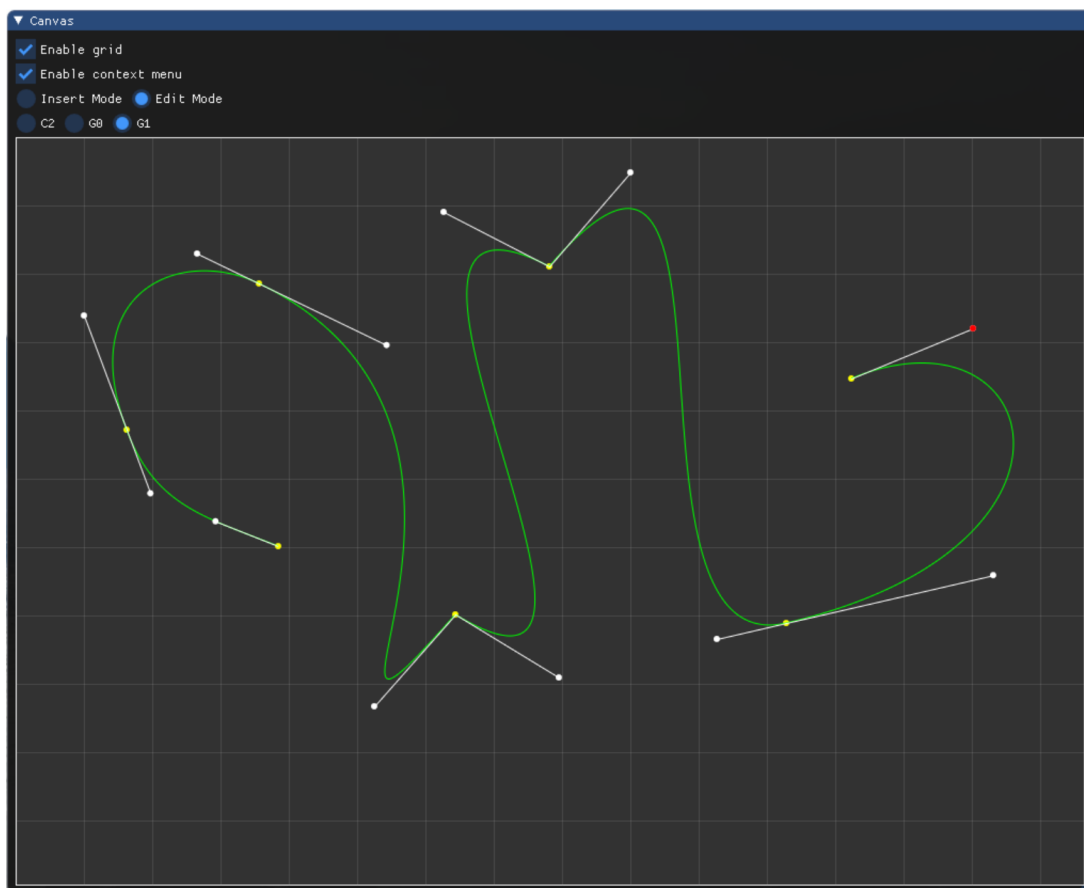 Canvas
Enable grid
Enable context menu
Insert Mode Edit Mode
C2 G0 G1